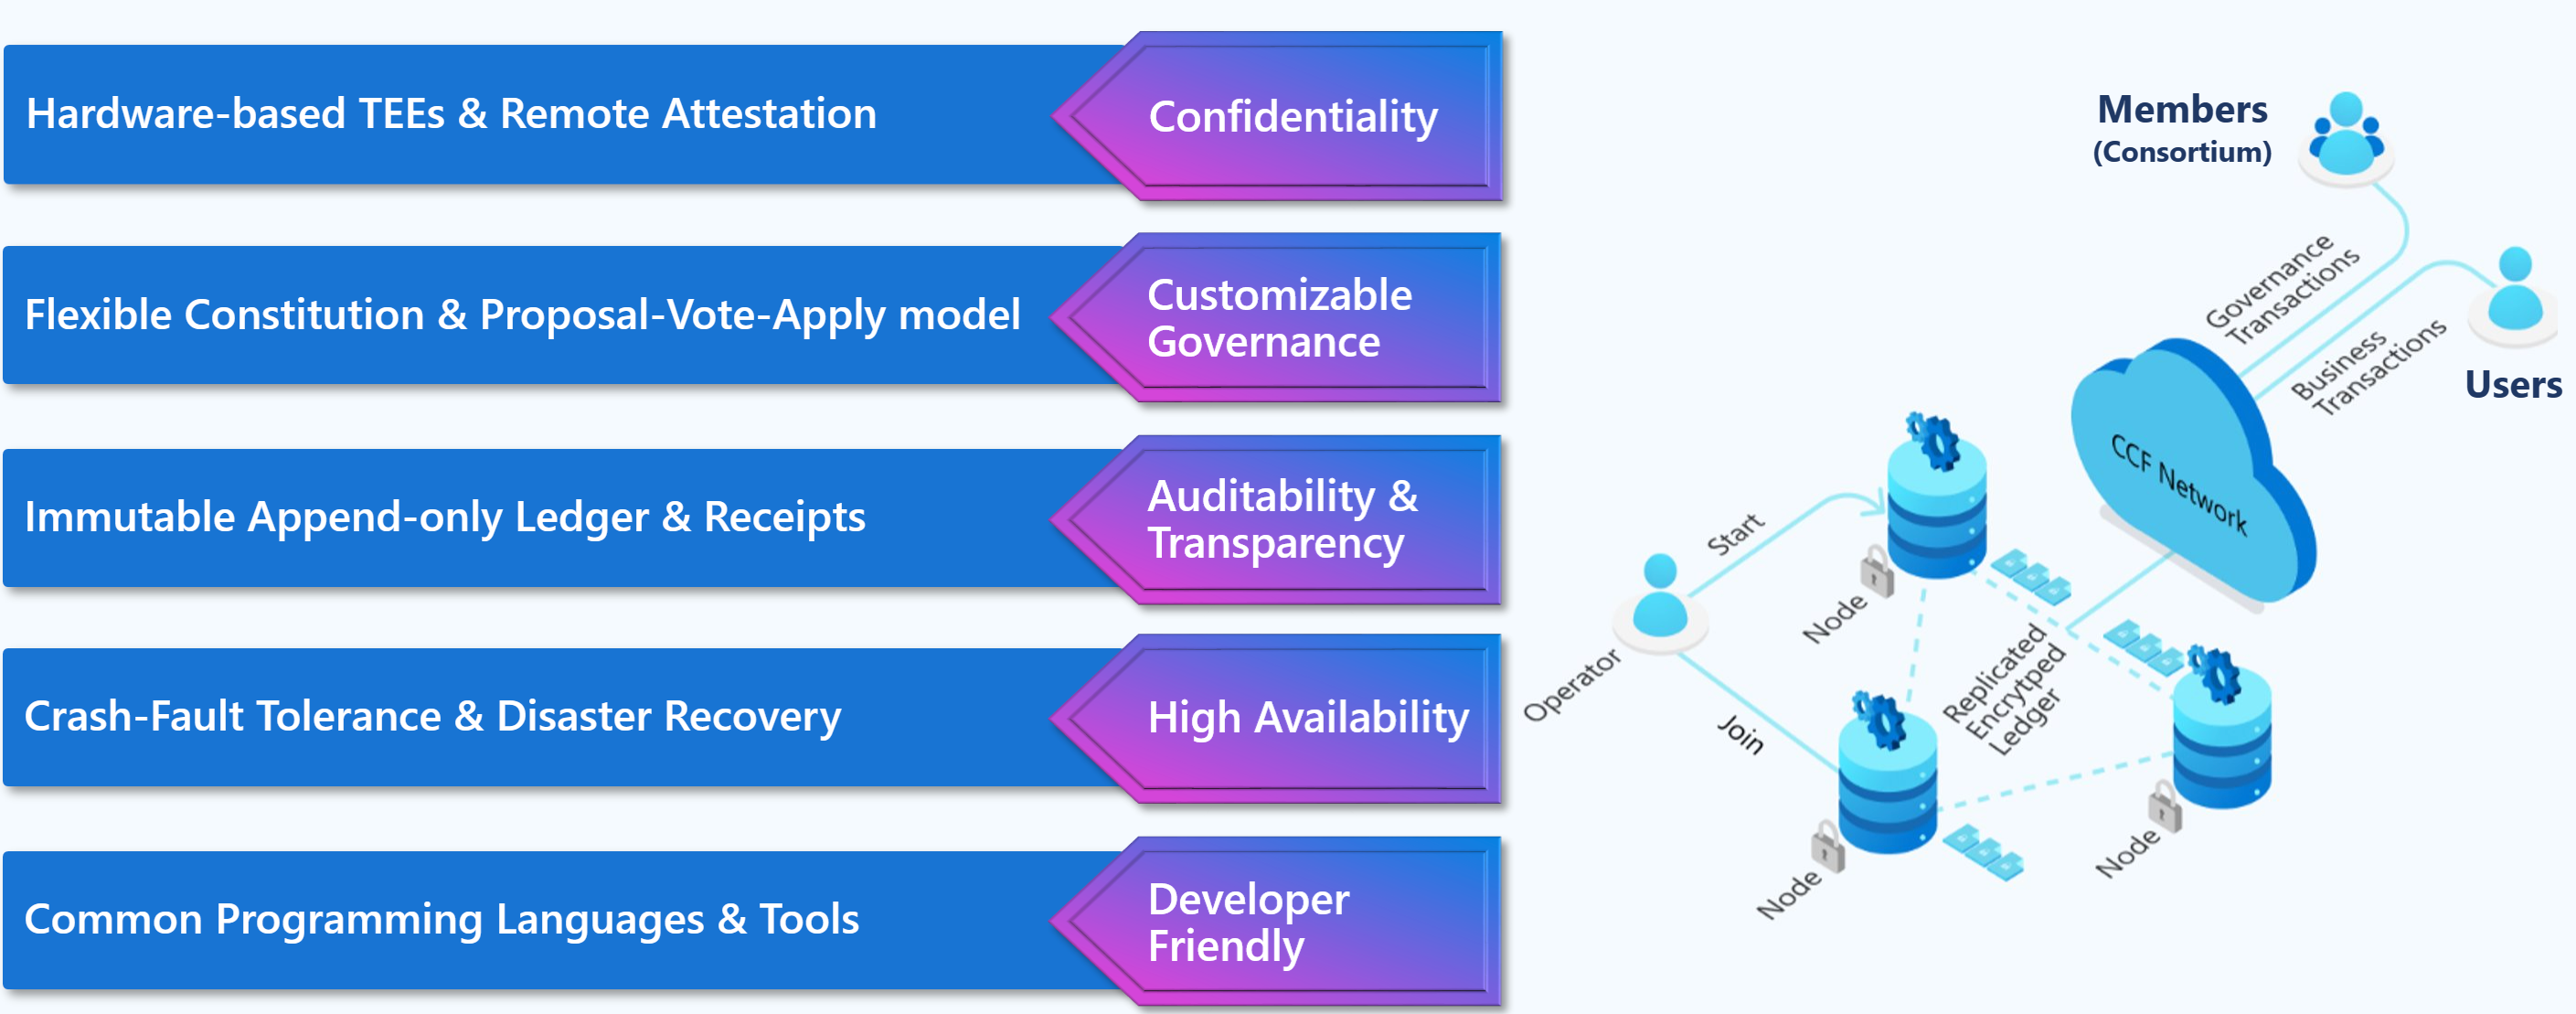 Hardware-based TEEs & Remote Attestation
Confidentiality
Flexible Constitution & Proposal-Vote-Apply model
Customizable
Governance
Immutable Append-only Ledger & Receipts
Auditability &
Transparency
Crash-Fault Tolerance & Disaster Recovery
High Availability
Common Programming Languages & Tools
Developer
Friendly
Members
(Consortium)
Governance
Transactions
Business
Transactions
Users
CCF Network
Start
Operator
Join
Node
Replicated
Encrytped
Ledger
Node
Node